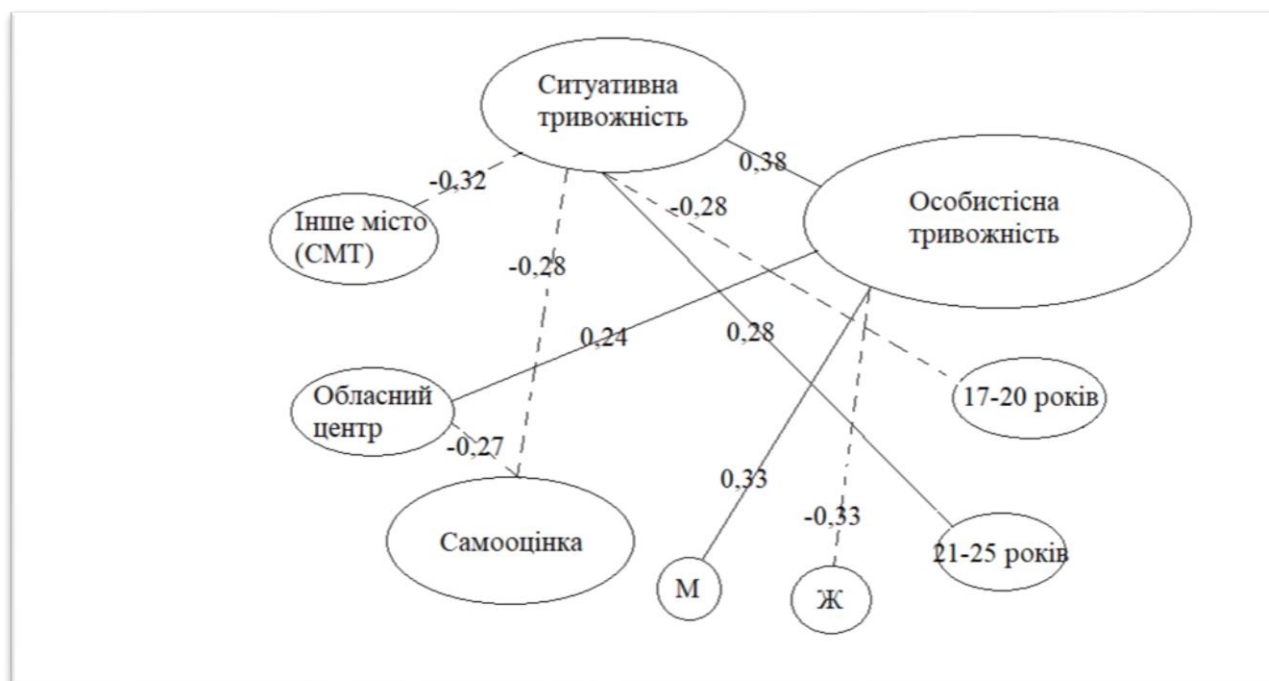 Ситуативна
тривожність
0,38
-0,32
Особистісна
тривожність
Інше місто
(СМТ)
-0,28
-0,28
0,24
0,28
Обласний
центр
17-20 років
-0,27
0,33
-0,33
Самооцінка
21-25 років
М
Ж